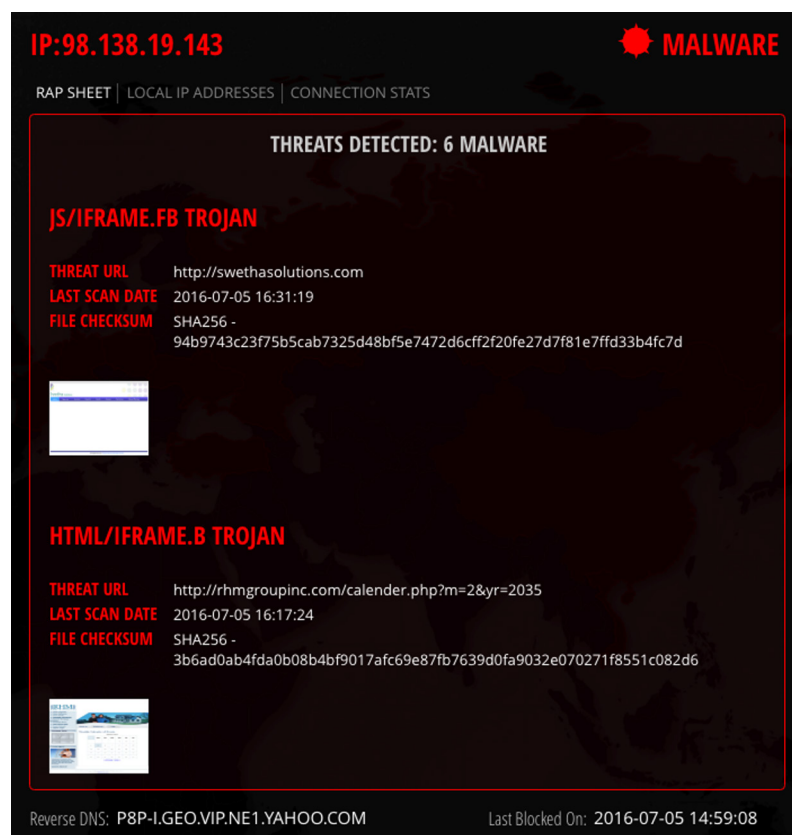 IP:98.138.19.143
MALWARE
RAP SHEET | LOCAL IP ADDRESSES | CONNECTION STATS
THREATS DETECTED: 6 MALWARE
JS/IFRAME.FB TROJAN
THREAT URL http://swethasolutions.com
LAST SCAN DATE 2016-07-05 16:31:19
FILE CHECKSUM SHA256 -
94b9743c23f75b5cab7325d48bf5e7472d6cff2f20fe27d7f81e7ffd33b4fc7d
HTML/IFRAME.B TROJAN
THREAT URL http://rhmgroupinc.com/calender.php?m=2&yr=2035
LAST SCAN DATE 2016-07-05 16:17:24
FILE CHECKSUM SHA256 -
3b6ad0ab4fda0b08b4bf9017afc69e87fb7639d0fa9032e070271f8551c082d6
Reverse DNS: P8P-I.GEO.VIP.NE1.YAHOO.COM Last Blocked On: 2016-07-05 14:59:08